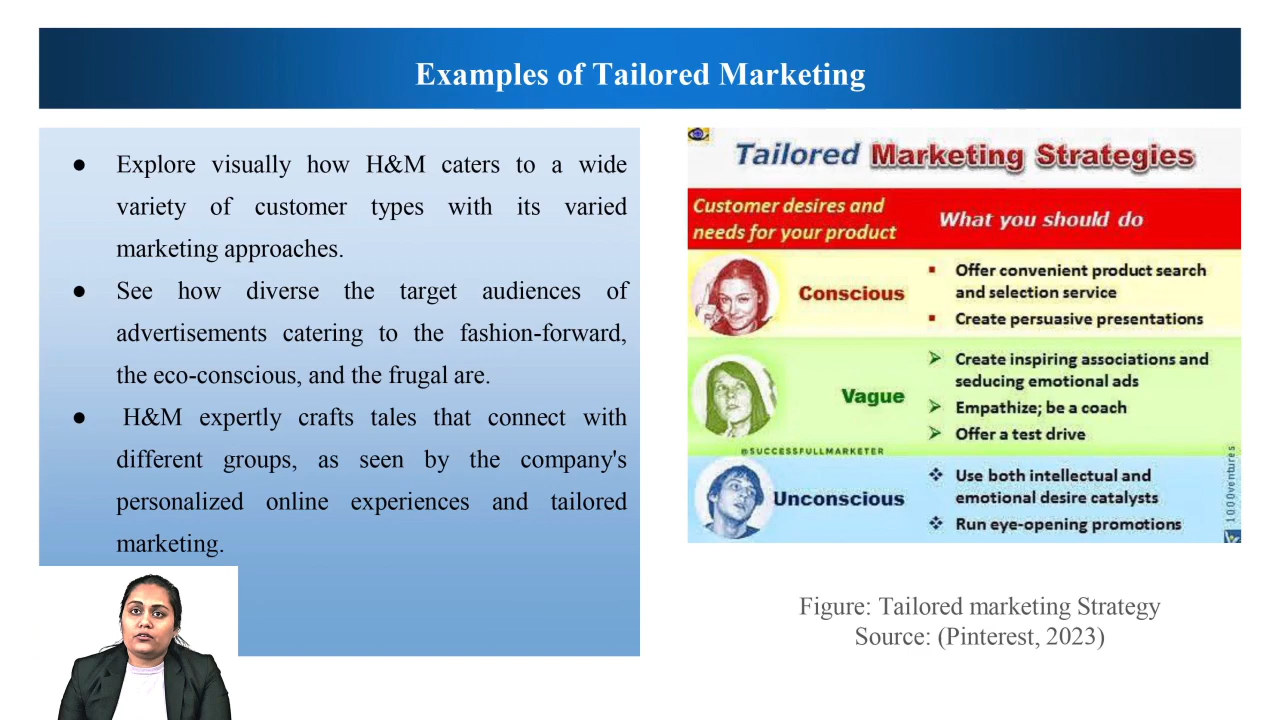 Examples of Tailored Marketing
● Explore visually how H&M caters to a wide
variety of customer types with its varied
marketing approaches.
● See how diverse the target audiences of
advertisements catering to the fashion-forward,
the eco-conscious, and the frugal are.
● H&M expertly crafts tales that connect with
different groups, as seen by the company's
personalized online experiences and tailored
marketing.
Tailored Marketing Strategies
Customer desires and
needs for your product
What you should do
Conscious
▪ Offer convenient product search
and selection service
▪ Create persuasive presentations
Vague
➢ Create inspiring associations and
seducing emotional ads
➢ Empathize; be a coach
➢ Offer a test drive
@SUCCESSFULLMARKETER
Unconscious
❖ Use both intellectual and
emotional desire catalysts
❖ Run eye-opening promotions
1000ventures
Figure: Tailored marketing Strategy
Source: (Pinterest, 2023)